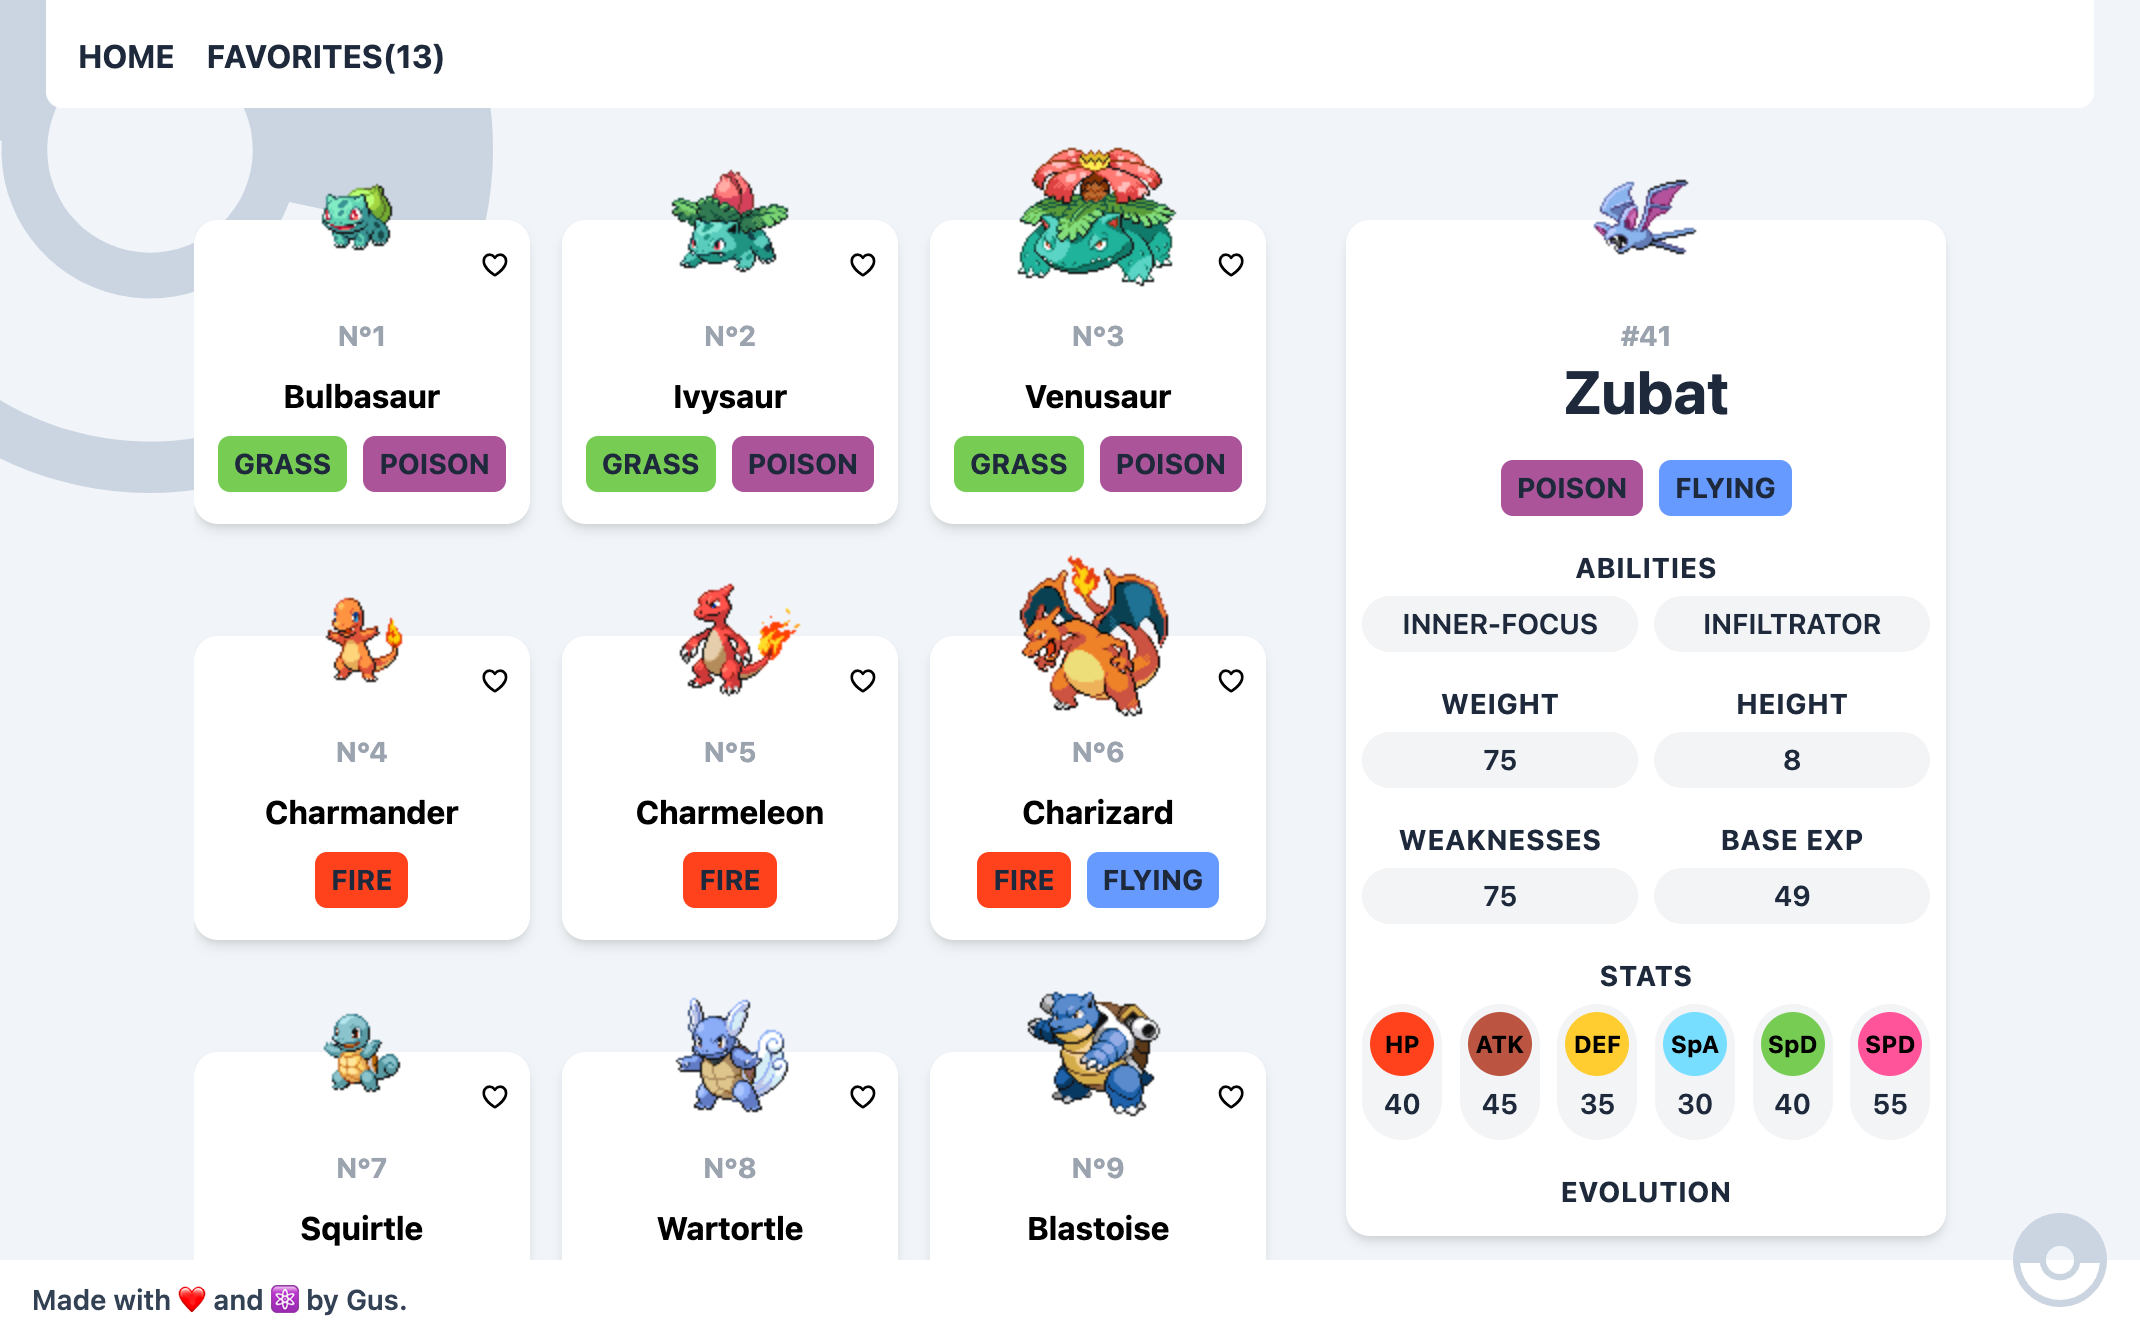 HOME FAVORITES(13)
N°1
Bulbasaur
GRASS POISON
N°2
Ivysaur
GRASS POISON
N°3
Venusaur
GRASS POISON
N°4
Charmander
FIRE
N°5
Charmeleon
FIRE
N°6
Charizard
FIRE FLYING
N°7
Squirtle
N°8
Wartortle
N°9
Blastoise
#41
Zubat
POISON FLYING
ABILITIES
INNER-FOCUS INFILTRATOR
WEIGHT HEIGHT
75 8
WEAKNESSES BASE EXP
75 49
STATS
HP ATK DEF SpA SpD SPD
40 45 35 30 40 55
EVOLUTION
Made with ❤️ and ⚛️ by Gus.